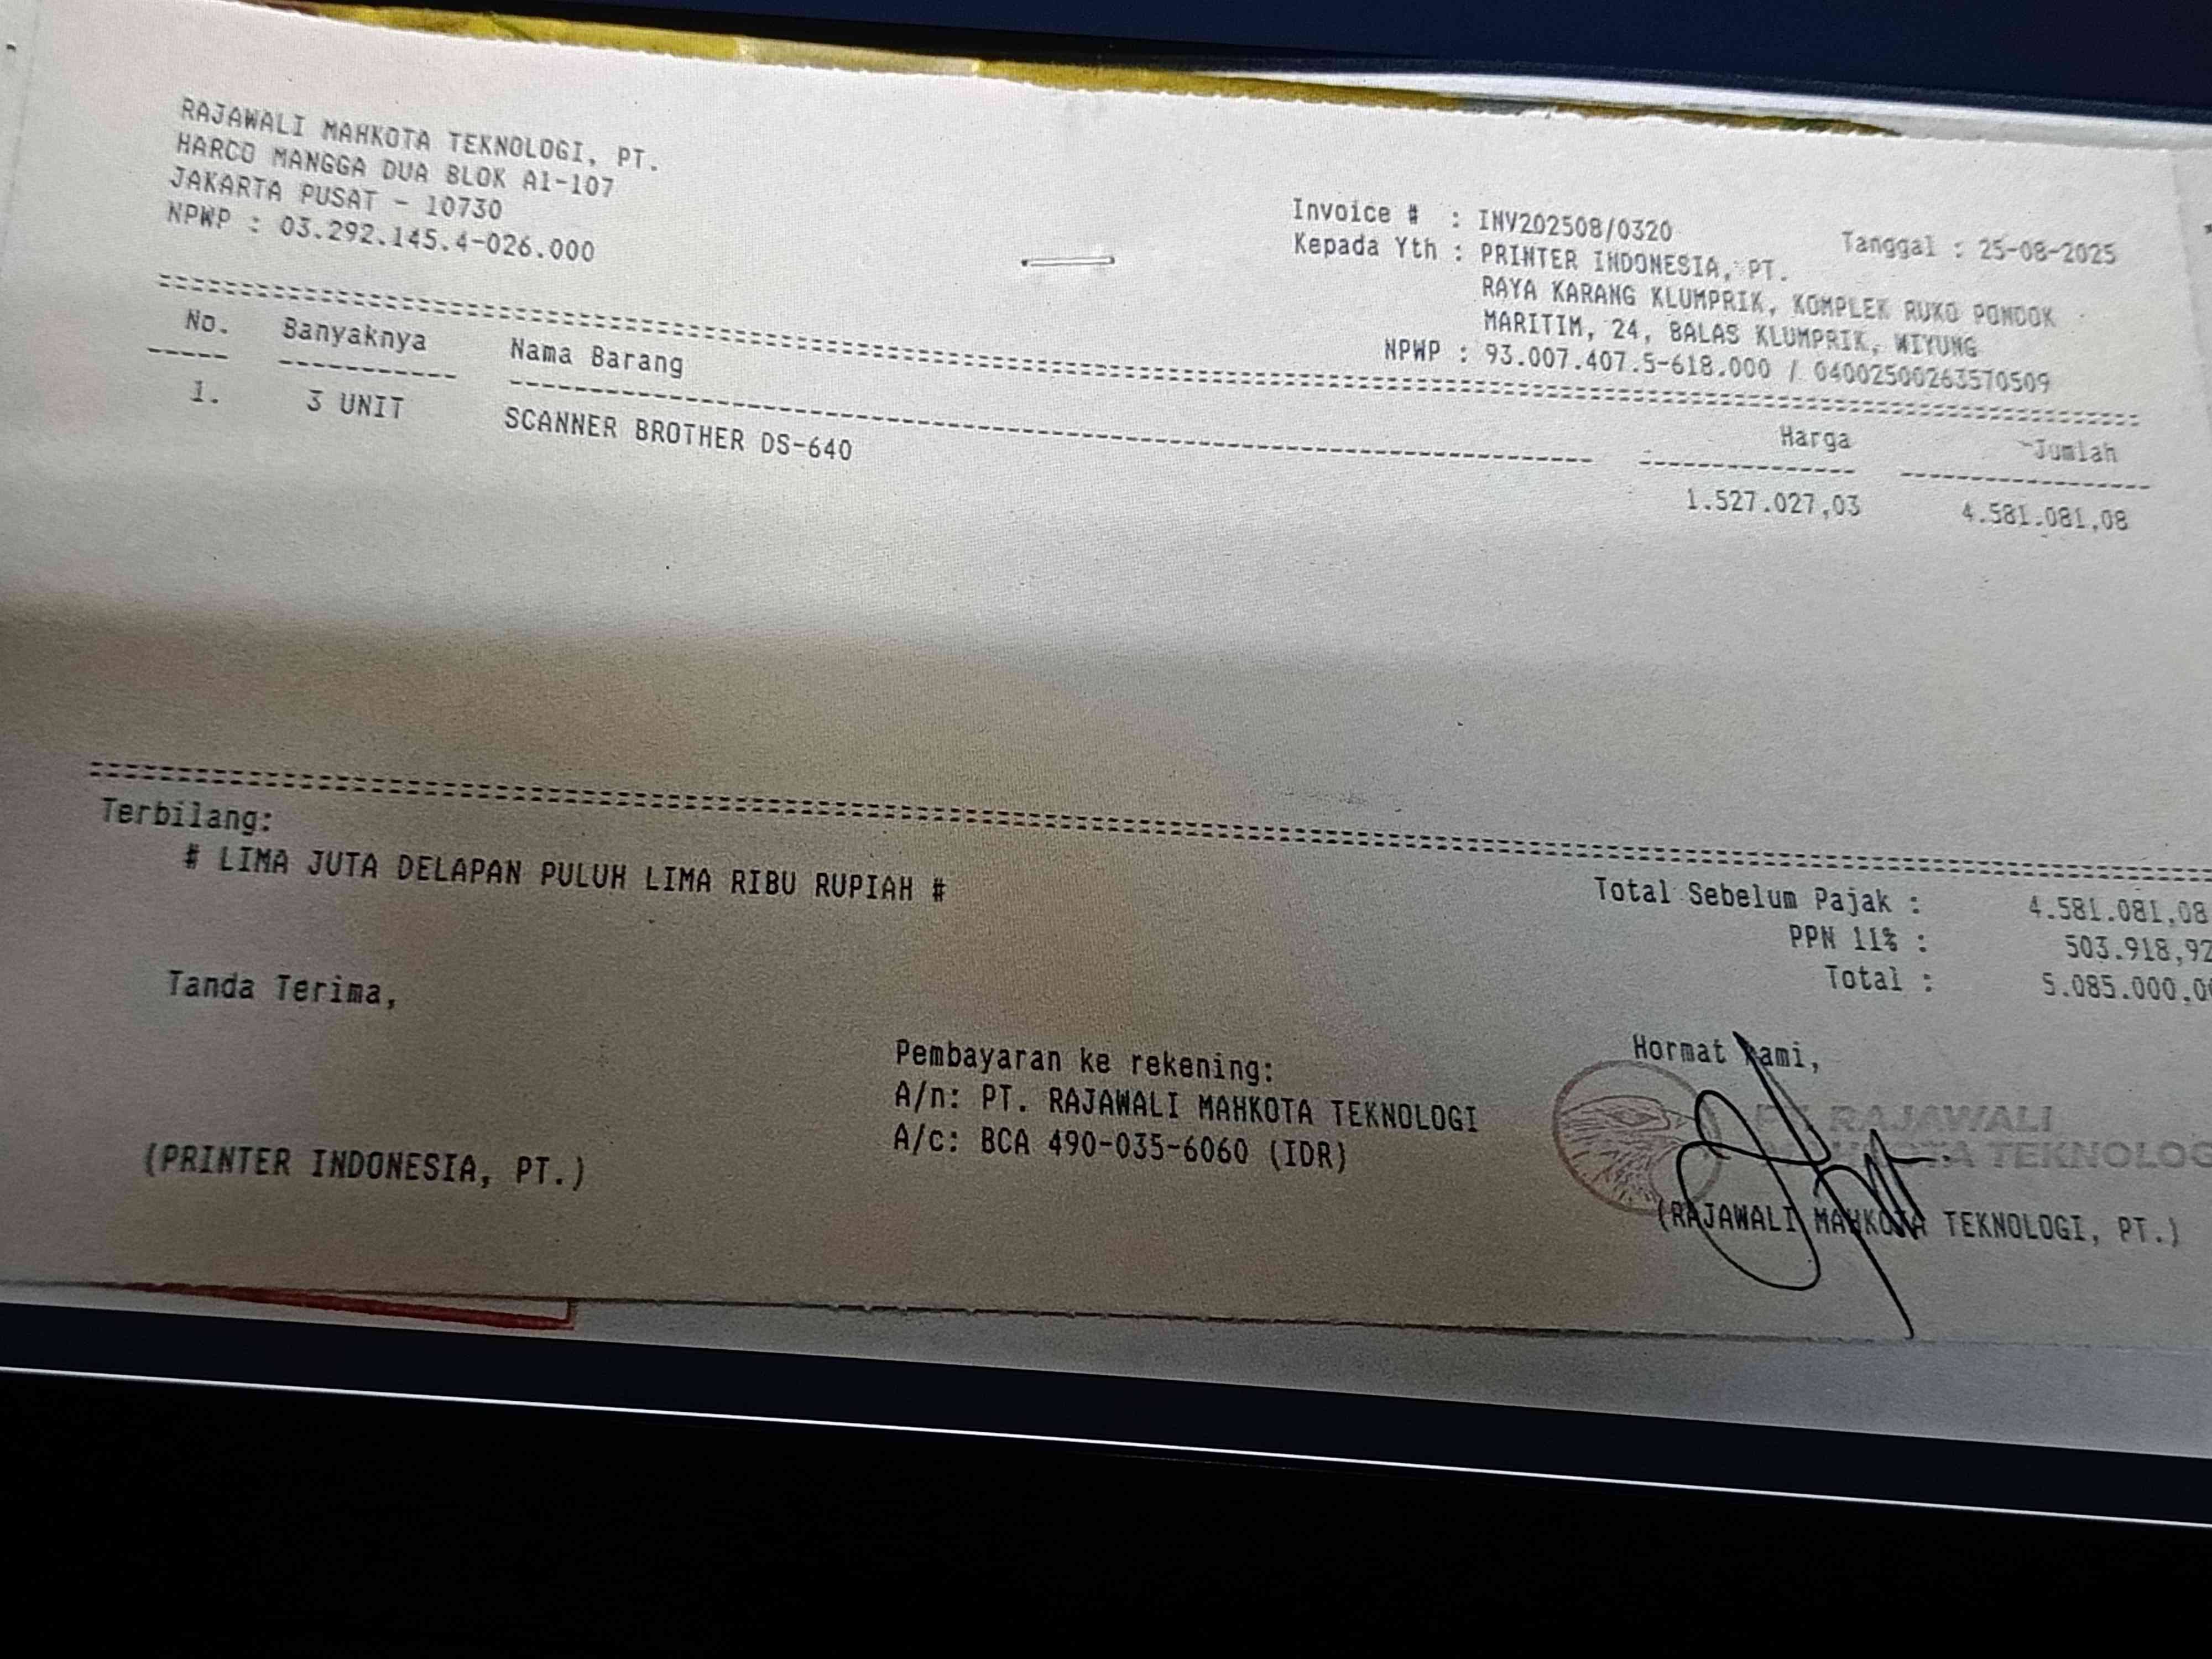 RAJAWALI MAHKOTA TEKNOLOGI, PT.
HARCO MANGGA DUA BLOK A1-107
JAKARTA PUSAT - 10730
NPWP : 03.292.145.4-026.000
Invoice # : INV202508/0320 Tanggal : 25-08-2025
Kepada Yth : PRINTER INDONESIA, PT.
RAYA KARANG KLUMPRIK, KOMPLEK RUKO PONDOK
MARITIM, 24, BALAS KLUMPRIK, WIYUNG
NPWP : 93.007.407.5-618.000 / 04002500263570509
No. Banyaknya Nama Barang Harga Jumlah
1. 3 UNIT SCANNER BROTHER DS-640 1.527.027,03 4.581.081,08
Terbilang:
# LIMA JUTA DELAPAN PULUH LIMA RIBU RUPIAH #
Total Sebelum Pajak : 4.581.081,08
PPN 11% : 503.918,92
Total : 5.085.000,0
Tanda Terima,
(PRINTER INDONESIA, PT.)
Pembayaran ke rekening:
A/n: PT. RAJAWALI MAHKOTA TEKNOLOGI
A/c: BCA 490-035-6060 (IDR)
Hormat Kami,
RAJAWALI
TEKNOLOG
(RAJAWALI MAHKOTA TEKNOLOGI, PT.)